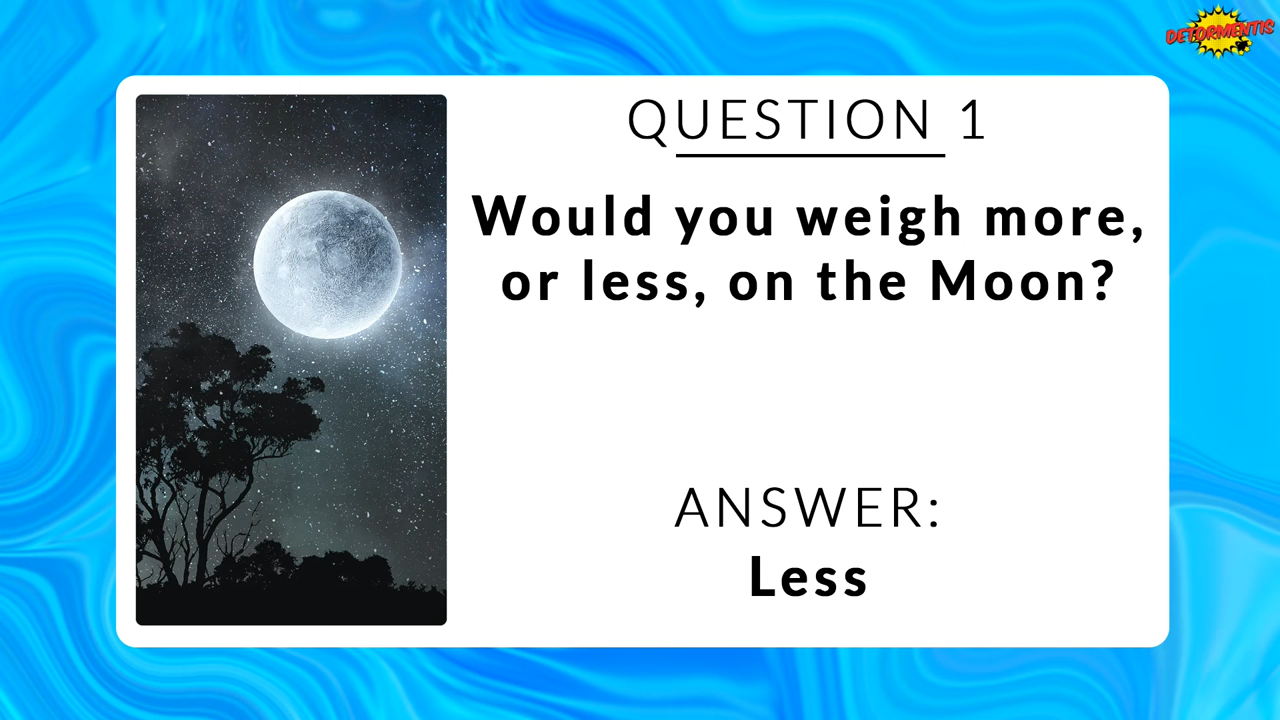 DETORMENTIS
QUESTION 1
Would you weigh more,
or less, on the Moon?
ANSWER:
Less